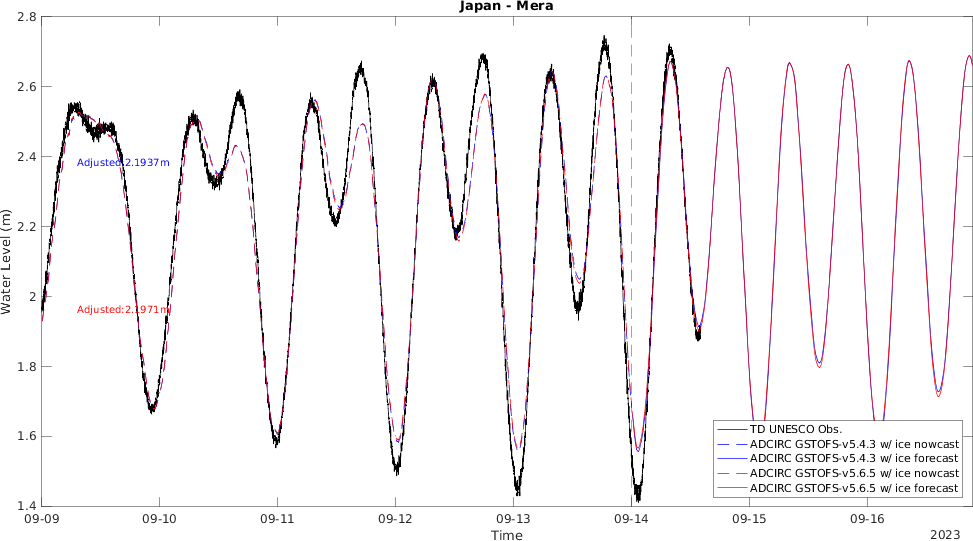 Japan - Mera
2.8
2.6
2.4
2.2
2
1.8
1.6
1.4
Water Level (m)
Adjusted:2.1937m
Adjusted:2.1971m
TD UNESCO Obs.
ADCIRC GSTOFS-v5.4.3 w/ ice nowcast
ADCIRC GSTOFS-v5.4.3 w/ ice forecast
ADCIRC GSTOFS-v5.6.5 w/ ice nowcast
ADCIRC GSTOFS-v5.6.5 w/ ice forecast
09-09 09-10 09-11 09-12 09-13 09-14 09-15 09-16
Time
2023